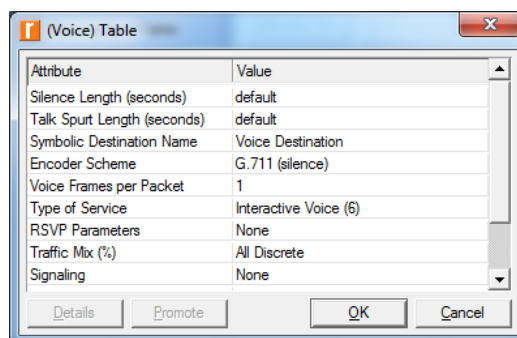 (Voice) Table
Attribute Value
Silence Length (seconds) default
Talk Spurt Length (seconds) default
Symbolic Destination Name Voice Destination
Encoder Scheme G.711 (silence)
Voice Frames per Packet 1
Type of Service Interactive Voice (6)
RSVP Parameters None
Traffic Mix (%) All Discrete
Signaling None
Details Promote OK Cancel